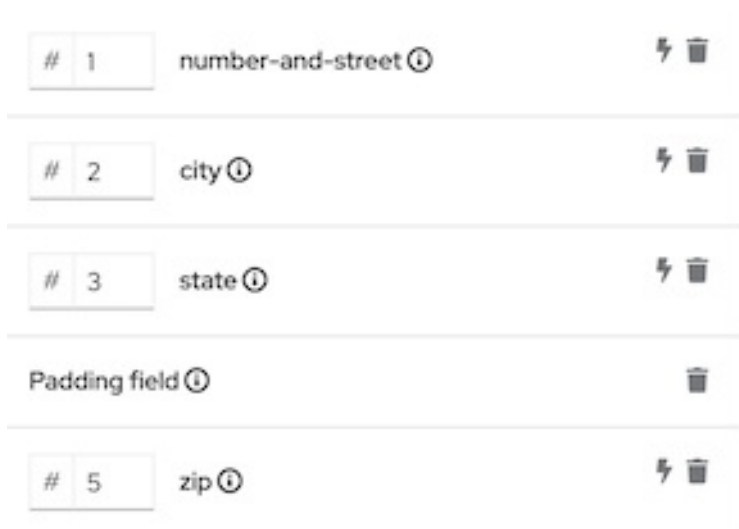 # 1 number-and-street
# 2 city
# 3 state
Padding field
# 5 zip